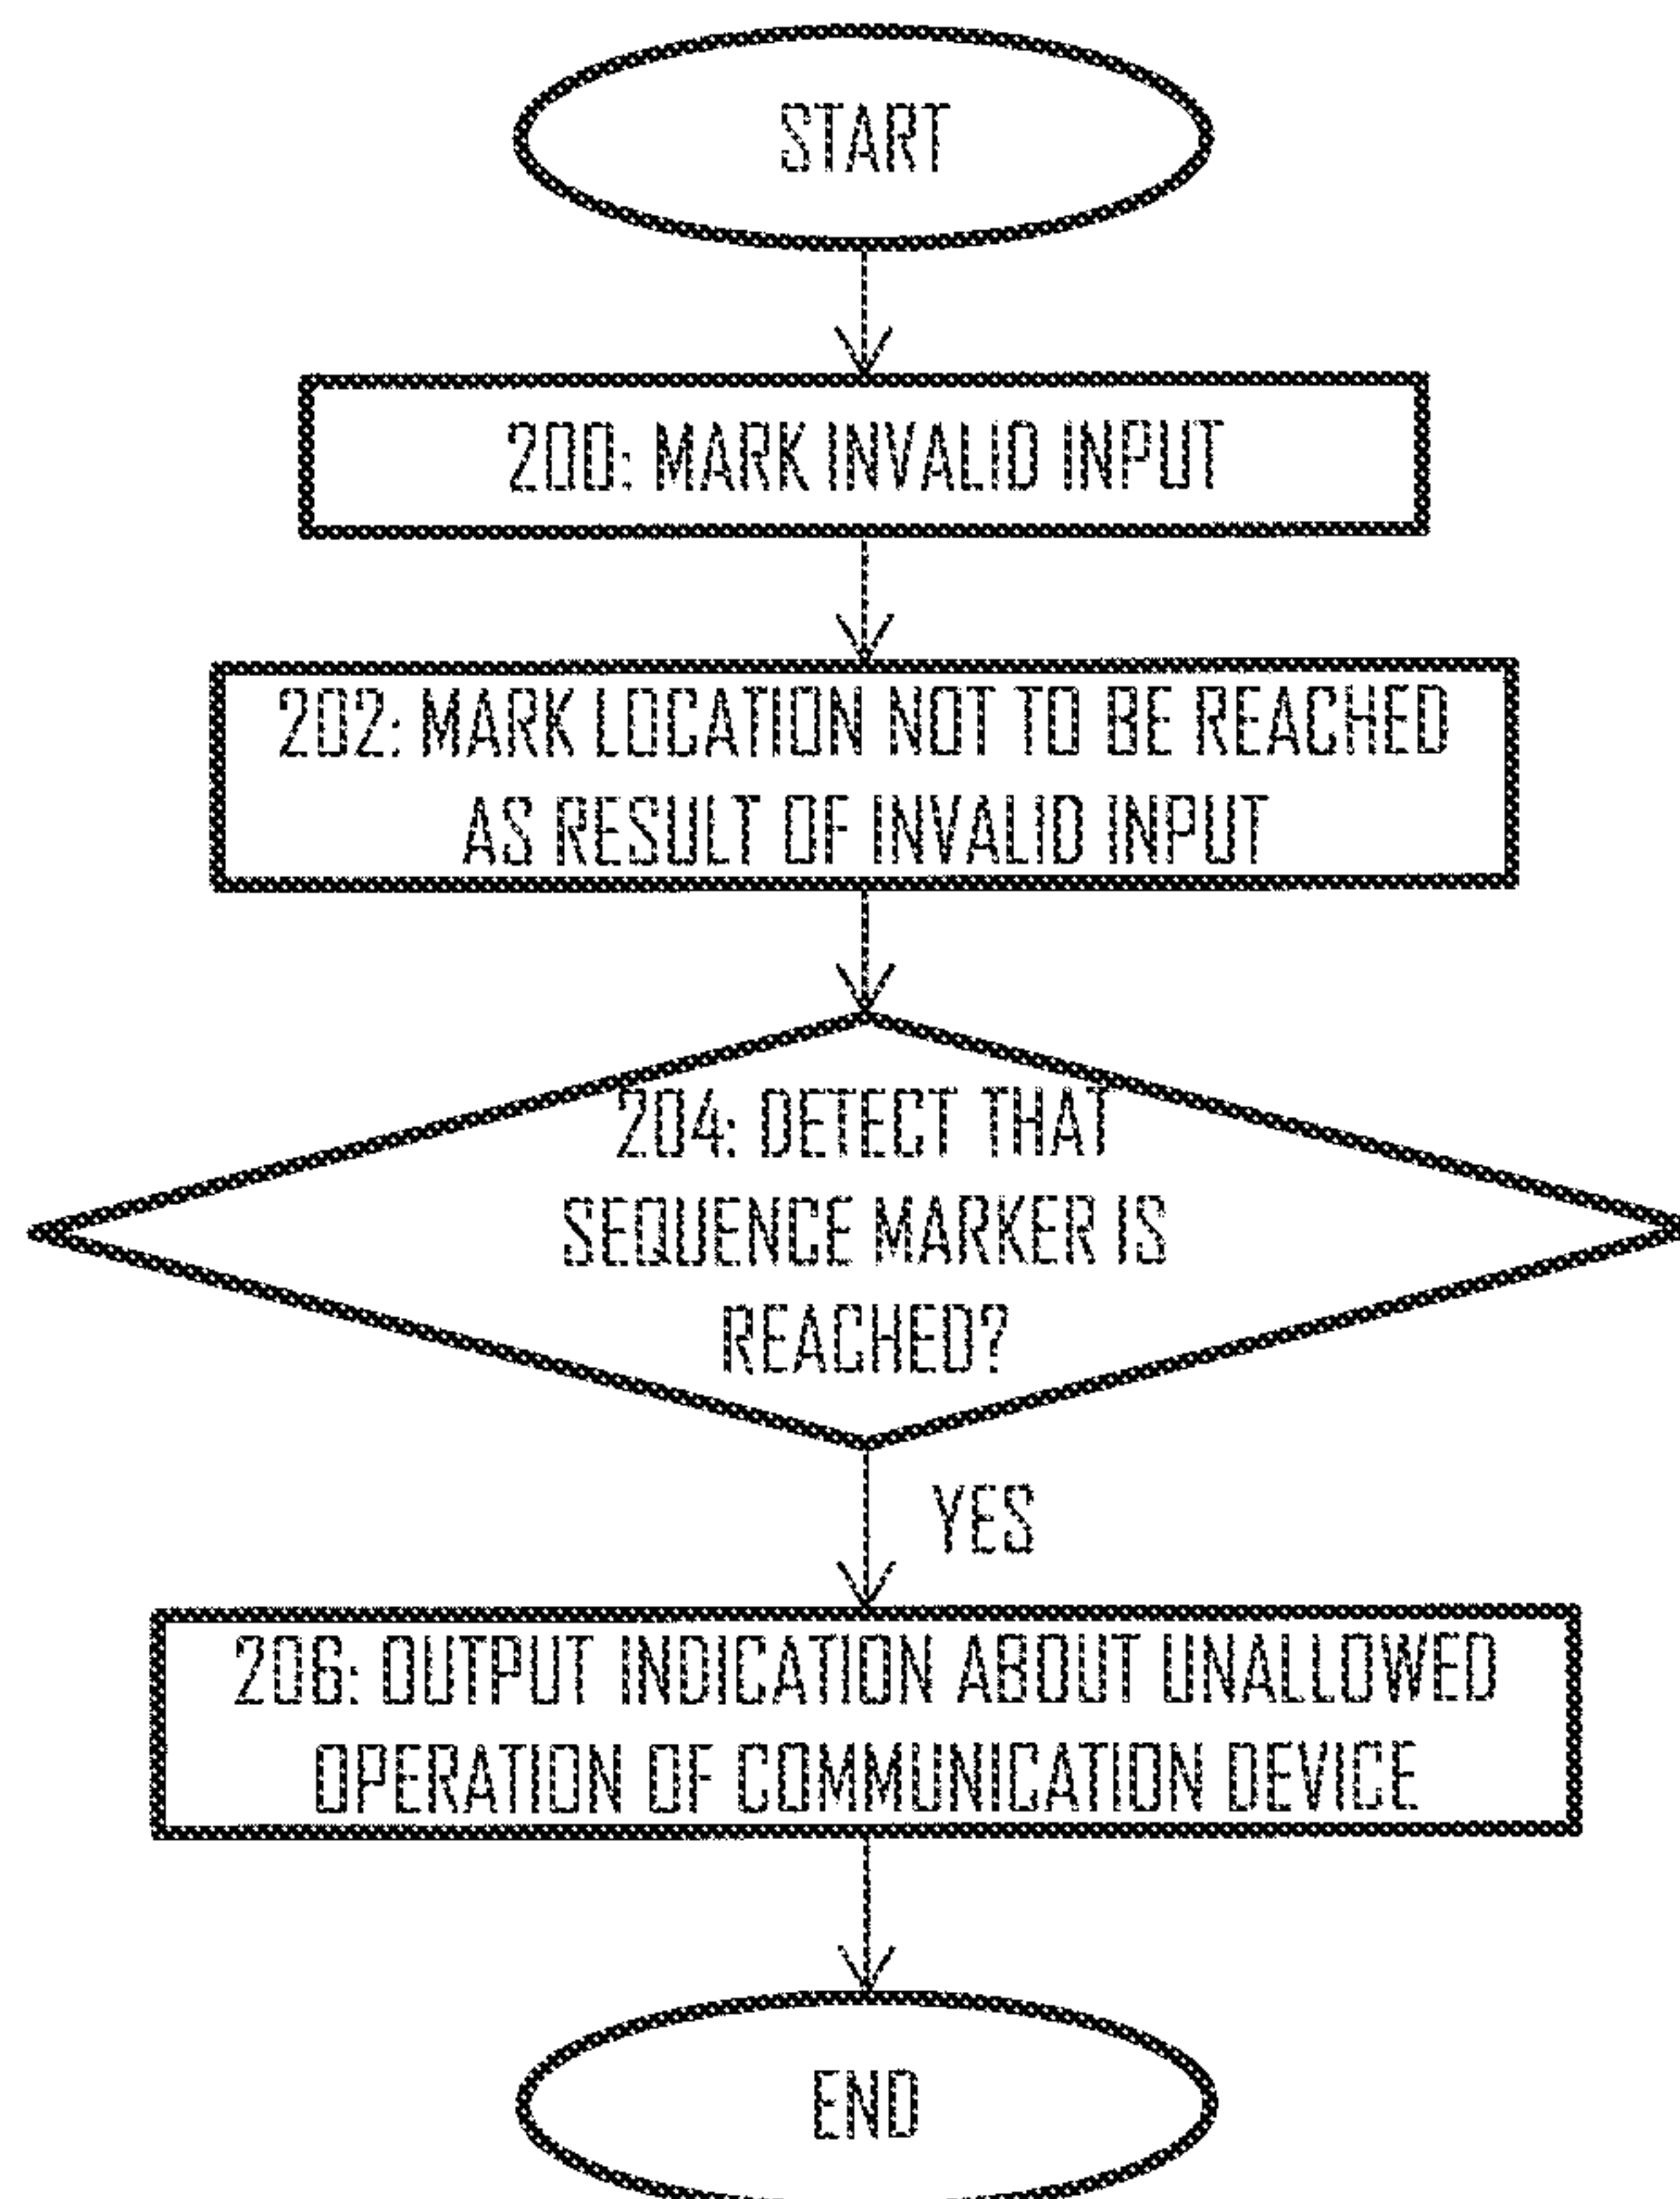 START
200: MARK INVALID INPUT
202: MARK LOCATION NOT TO BE REACHED
AS RESULT OF INVALID INPUT
204: DETECT THAT
SEQUENCE MARKER IS
REACHED?
YES
206: OUTPUT INDICATION ABOUT UNALLOWED
OPERATION OF COMMUNICATION DEVICE
END